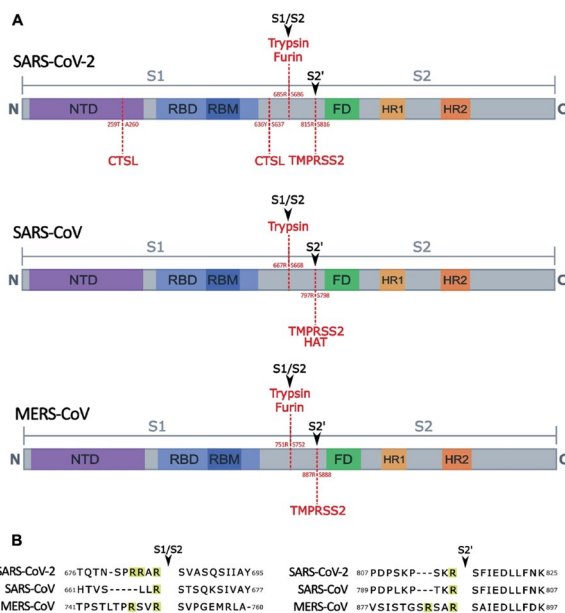 A
S1/S2
Trypsin
Furin
SARS-CoV-2
S1 S2' S2
685R S686
N NTD RBD RBM FD HR1 HR2 C
259T A260 636Y S637 815R S816
CTSL CTSL TMPRSS2
S1/S2
Trypsin
SARS-CoV
S1 S2' S2
667R S668
N NTD RBD RBM FD HR1 HR2 C
797R S798
TMPRSS2
HAT
S1/S2
Trypsin
Furin
MERS-CoV
S1 S2' S2
751R S752
N NTD RBD RBM FD HR1 HR2 C
887R S888
TMPRSS2
B
S1/S2 S2'
SARS-CoV-2 676TQTN-SPRRAR SVASQSIIAY695 SARS-CoV-2 807PDPSKP---SKR SFIEDLLFNK825
SARS-CoV 661HTVS-----LLR STSQKSIVAY677 SARS-CoV 789PDPLKP---TKR SFIEDLLFNK807
MERS-CoV 741TPSTLTPRSVR SVPGEMRLA-760 MERS-CoV 877VSISTGSRSAR SAIEDLLFDK897